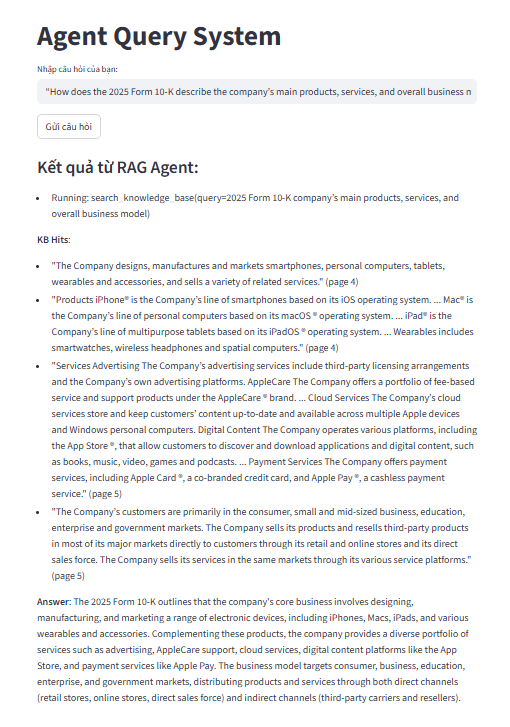 Agent Query System
Nhập câu hỏi của bạn:
"How does the 2025 Form 10-K describe the company's main products, services, and overall business n
Gửi câu hỏi
Kết quả từ RAG Agent:
• Running: search_knowledge_base(query=2025 Form 10-K company's main products, services, and
overall business model)
KB Hits:
• "The Company designs, manufactures and markets smartphones, personal computers, tablets,
wearables and accessories, and sells a variety of related services." (page 4)
• "Products iPhone® is the Company's line of smartphones based on its iOS operating system. ... Mac® is
the Company's line of personal computers based on its macOS ® operating system. ... iPad® is the
Company's line of multipurpose tablets based on its iPadOS ® operating system. ... Wearables includes
smartwatches, wireless headphones and spatial computers." (page 4)
• "Services Advertising The Company's advertising services include third-party licensing arrangements
and the Company's own advertising platforms. AppleCare The Company offers a portfolio of fee-based
service and support products under the AppleCare ® brand. ... Cloud Services The Company's cloud
services store and keep customers' content up-to-date and available across multiple Apple devices
and Windows personal computers. Digital Content The Company operates various platforms, including
the App Store ®, that allow customers to discover and download applications and digital content, such
as books, music, video, games and podcasts. ... Payment Services The Company offers payment
services, including Apple Card ®, a co-branded credit card, and Apple Pay ®, a cashless payment
service." (page 5)
• "The Company's customers are primarily in the consumer, small and mid-sized business, education,
enterprise and government markets. The Company sells its products and resells third-party products
in most of its major markets directly to customers through its retail and online stores and its direct
sales force. The Company sells its services in the same markets through its various service platforms."
(page 5)
Answer: The 2025 Form 10-K outlines that the company's core business involves designing,
manufacturing, and marketing a range of electronic devices, including iPhones, Macs, iPads, and various
wearables and accessories. Complementing these products, the company provides a diverse portfolio of
services such as advertising, AppleCare support, cloud services, digital content platforms like the App
Store, and payment services like Apple Pay. The business model targets consumer, business, education,
enterprise, and government markets, distributing products and services through both direct channels
(retail stores, online stores, direct sales force) and indirect channels (third-party carriers and resellers).